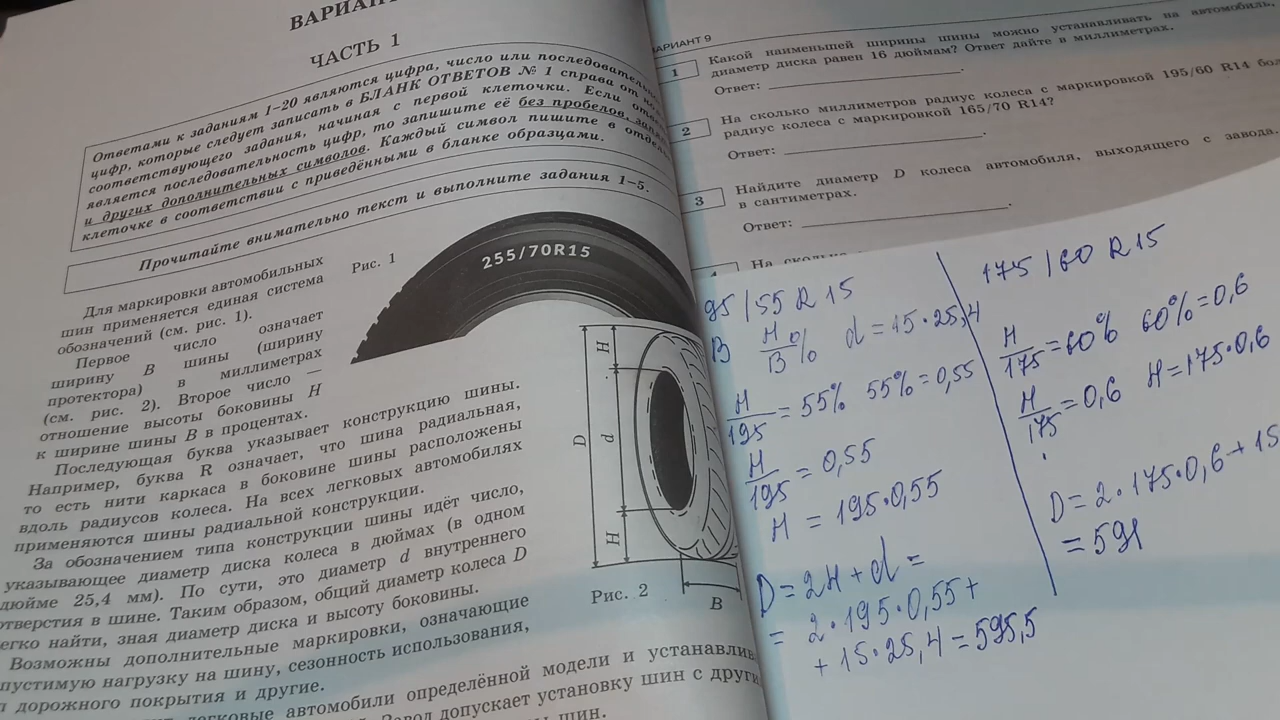 ВАРИАНТ
ЧАСТЬ 1
Ответами к заданиям 1–20 являются цифра, число или
цифр, которые следует записать в БЛАНК ОТВЕТОВ № 1 справа от
соответствующего задания, начиная с первой клеточки. Если
является последовательность цифр, то запишите её без пробелов,
и других дополнительных символов. Каждый символ пишите в
клеточке в соответствии с приведёнными в бланке образцами.
Прочитайте внимательно текст и выполните задания 1–5.
Для маркировки автомобильных
шин применяется единая система
обозначений (см. рис. 1).
Первое число означает
ширину B шины (ширину
протектора) в миллиметрах
(см. рис. 2). Второе число —
отношение высоты боковины H
к ширине шины B в процентах.
Рис. 1
255/70R15
Последующая буква указывает конструкцию шины.
Например, буква R означает, что шина радиальная,
то есть нити каркаса в боковине шины расположены
вдоль радиусов колеса. На всех легковых автомобилях
применяются шины радиальной конструкции.
За обозначением типа конструкции шины идёт число,
указывающее диаметр диска колеса в дюймах (в одном
дюйме 25,4 мм). По сути, это диаметр d внутреннего
отверстия в шине. Таким образом, общий диаметр колеса D
легко найти, зная диаметр диска и высоту боковины.
Возможны дополнительные маркировки, означающие
нагрузку на шину, сезонность использования,
дорожного покрытия и другие.
легковые автомобили определённой модели и
Завод допускает установку шин с
шин.
H
D
d
H
B
Рис. 2
ВАРИАНТ 9
1
Какой наименьшей ширины шины можно устанавливать на автомобиль,
диаметр диска равен 16 дюймам? Ответ дайте в миллиметрах.
Ответ:
2
На сколько миллиметров радиус колеса с маркировкой 195/60 R14
радиус колеса с маркировкой 165/70 R14?
Ответ:
3
Найдите диаметр D колеса автомобиля, выходящего с завода.
в сантиметрах.
Ответ:
На
95/55 R 15
B H/B % d = 15·25,4
H/195 = 55% 55% = 0,55
H/195 = 0,55
H = 195·0,55
D = 2H + d =
= 2·195·0,55 +
+ 15·25,4 = 595,5
175/60 R 15
H/175 = 60% 60% = 0,6
H/175 = 0,6 H = 175·0,6
D = 2·175·0,6 + 15
= 591